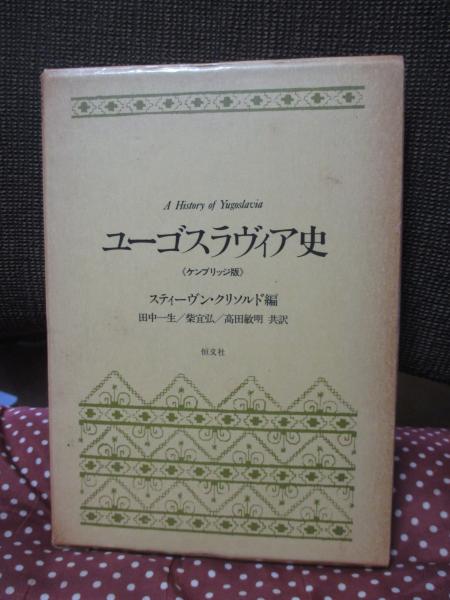 A History of Yugoslavia
ユーゴスラヴィア史
《ケンブリッジ版》
スティーヴン・クリソルド編
田中一生／柴宜弘／高田敏明 共訳
恒文社